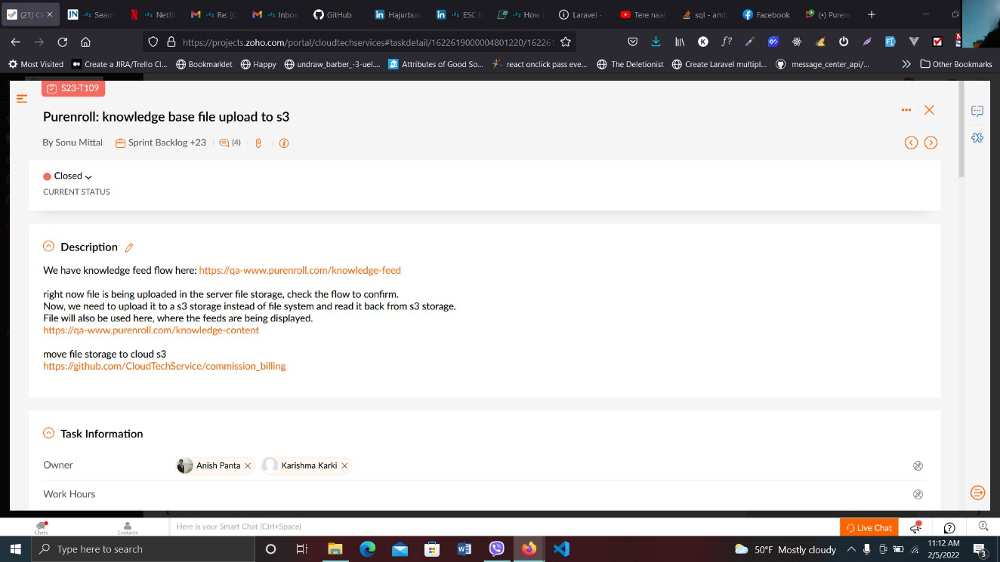 (21) Cl
Searc
Netfl
Re: [C
Inbox
GitHub
Hajurbuw
ESC h
How
Laravel -
Tere naal
sql - amb
Facebook
(•) Puren
https://projects.zoho.com/portal/cloudtechservices#taskdetail/1622619000004801220/162261
Most Visited
Create a JIRA/Trello Cl...
Bookmarklet
Happy
undraw_barber_-3-uel....
Attributes of Good So...
react onclick pass eve...
The Deletionist
Create Laravel multipl...
message_center_api/...
Other Bookmarks
S23-T109
Purenroll: knowledge base file upload to s3
By Sonu Mittal
Sprint Backlog +23
(4)
Closed
CURRENT STATUS
Description
We have knowledge feed flow here: https://qa-www.purenroll.com/knowledge-feed
right now file is being uploaded in the server file storage, check the flow to confirm.
Now, we need to upload it to a s3 storage instead of file system and read it back from s3 storage.
File will also be used here, where the feeds are being displayed.
https://qa-www.purenroll.com/knowledge-content
move file storage to cloud s3
https://github.com/CloudTechService/commission_billing
Task Information
Owner
Anish Panta
Karishma Karki
Work Hours
Chats
Contacts
Here is your Smart Chat (Ctrl+Space)
Live Chat
Type here to search
50°F Mostly cloudy
11:12 AM
2/5/2022
3